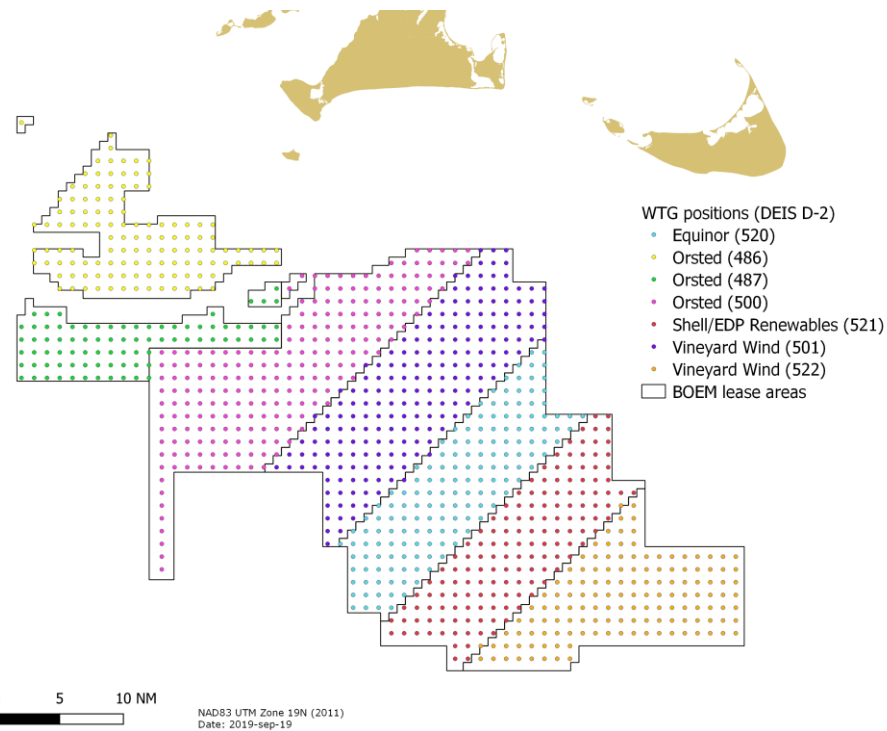 WTG positions (DEIS D-2)
Equinor (520)
Orsted (486)
Orsted (487)
Orsted (500)
Shell/EDP Renewables (521)
Vineyard Wind (501)
Vineyard Wind (522)
BOEM lease areas
5 10 NM
NAD83 UTM Zone 19N (2011)
Date: 2019-sep-19